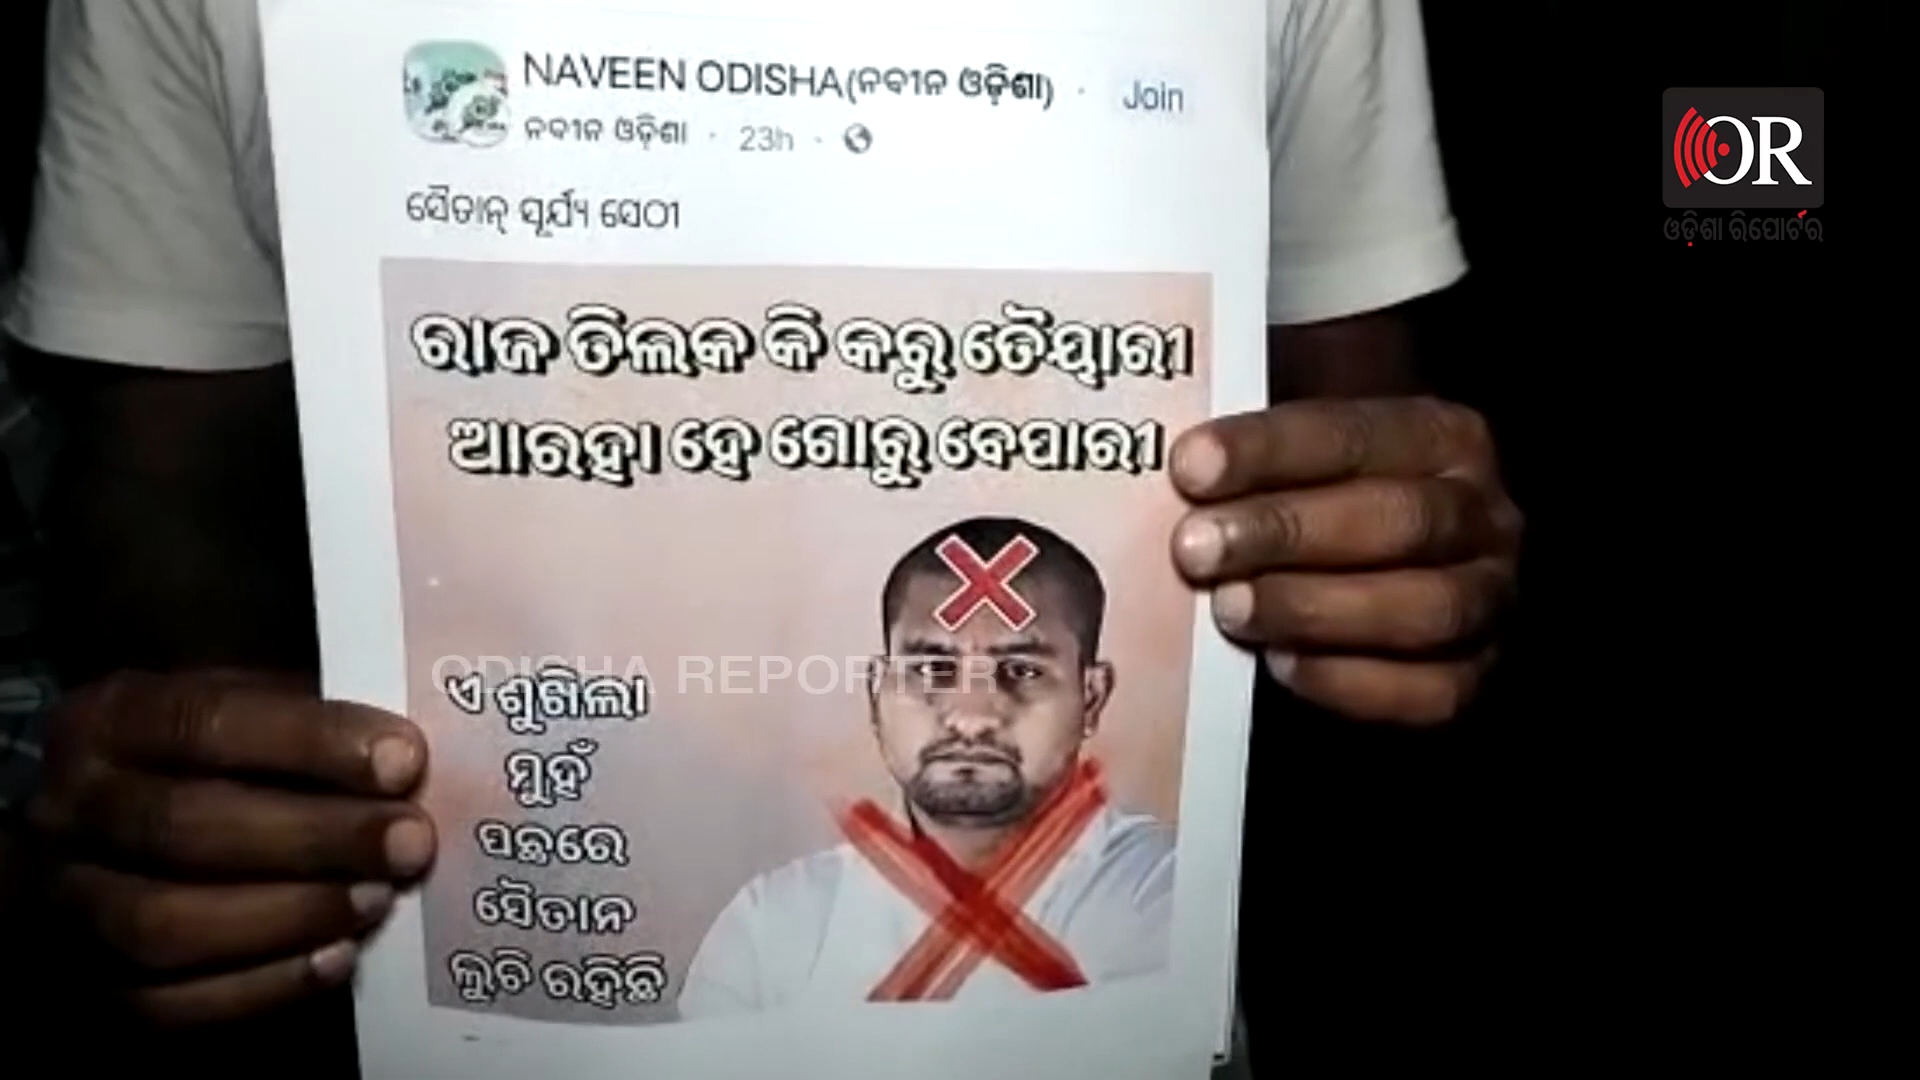 NAVEEN ODISHA(ନବୀନ ଓଡ଼ିଶା) · Join
ନବୀନ ଓଡ଼ିଶା · 23h ·
ସୈତାନ୍ ସୂର୍ଯ୍ୟ ସେଠୀ
ରାଜ ତିଲକ କି କରୁ ତୈୟାରୀ
ଆରହା ହେ ଗୋରୁ ବେପାରୀ
ଏ ଶୁଖିଲା
ମୁହଁ
ପଛରେ
ସୈତାନ
ଲୁଚି ରହିଛି
ODISHA REPORTER
OR
ଓଡ଼ିଶା ରିପୋର୍ଟର